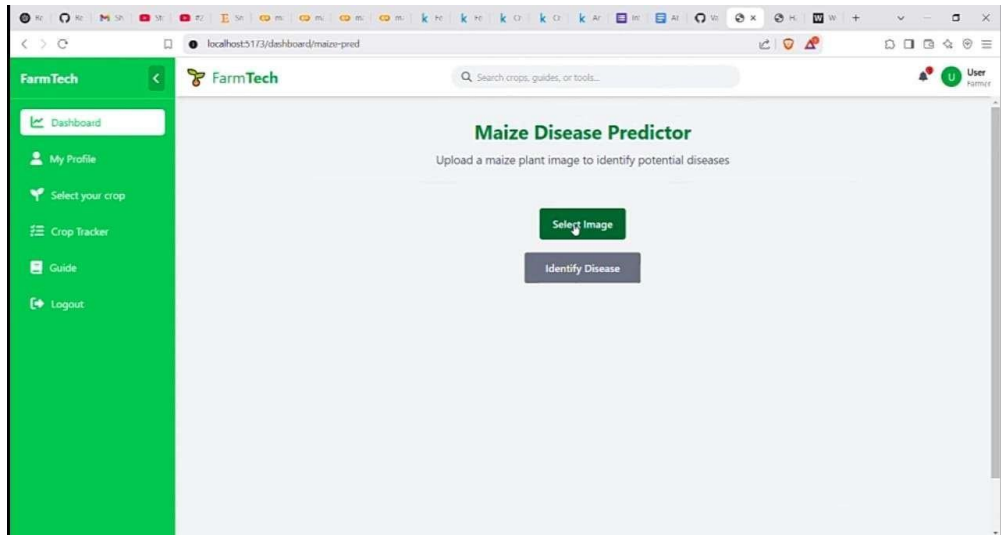 localhost:5173/dashboard/maize-pred
FarmTech
FarmTech
Search crops, guides, or tools...
U
User
Farmer
Dashboard
My Profile
Select your crop
Crop Tracker
Guide
Logout
Maize Disease Predictor
Upload a maize plant image to identify potential diseases
Select Image
Identify Disease